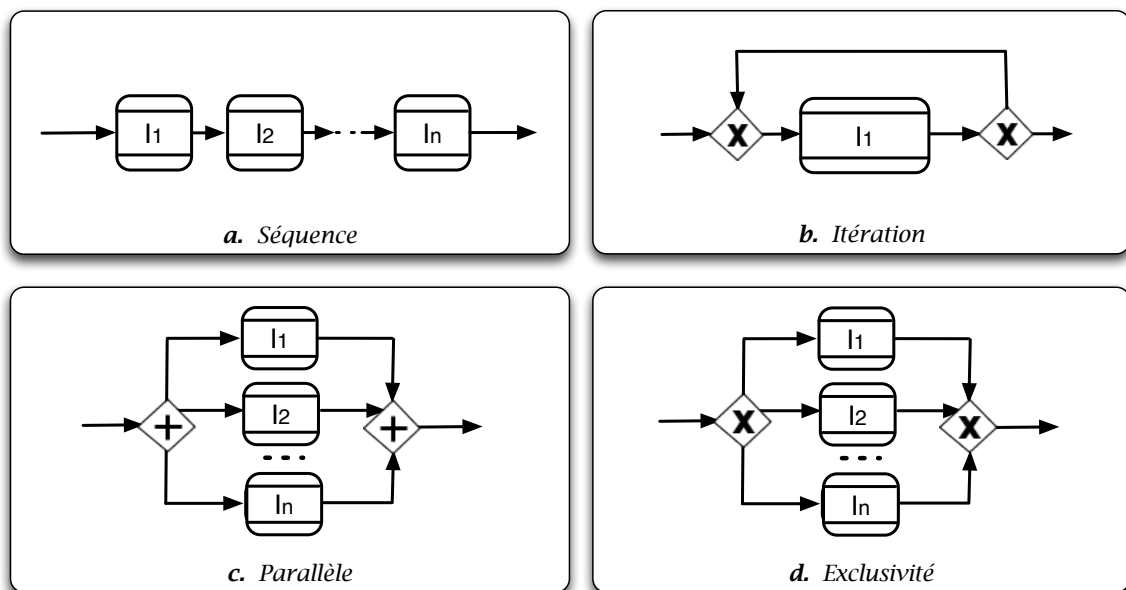 I1 I2 In
a. Séquence
X I1 X
b. Itération
I1
+ I2 +
In
c. Parallèle
I1
X I2 X
In
d. Exclusivité